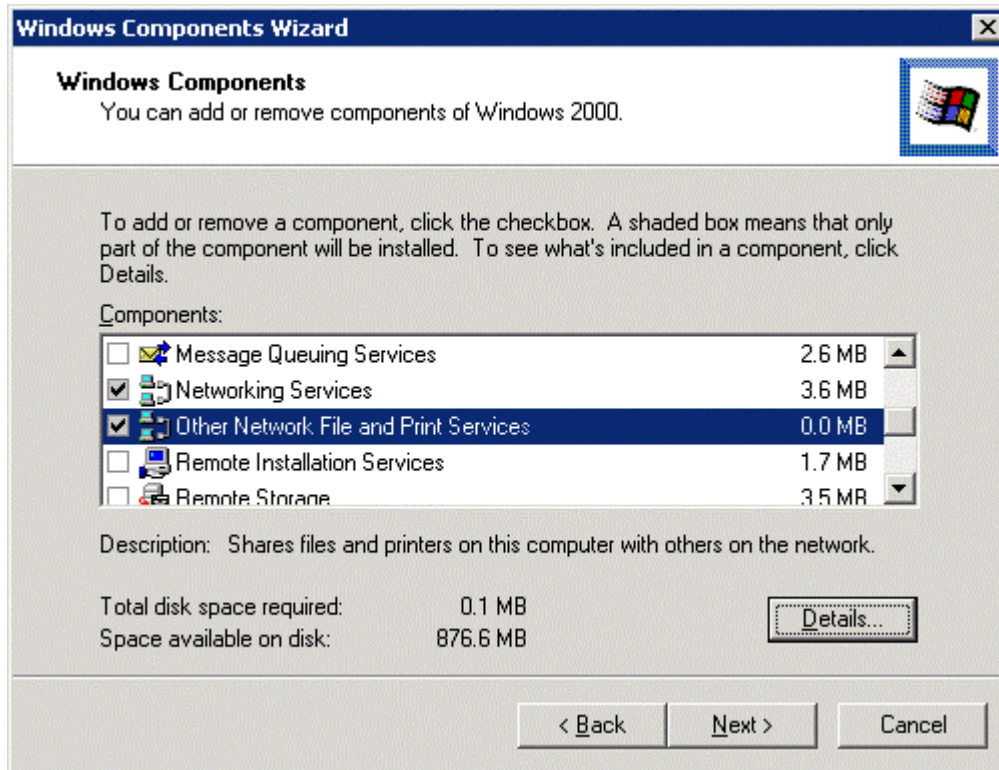 Windows Components Wizard
Windows Components
You can add or remove components of Windows 2000.
To add or remove a component, click the checkbox. A shaded box means that only
part of the component will be installed. To see what's included in a component, click
Details.
Components:
Message Queuing Services 2.6 MB
Networking Services 3.6 MB
Other Network File and Print Services 0.0 MB
Remote Installation Services 1.7 MB
Remote Storage 3.5 MB
Description: Shares files and printers on this computer with others on the network.
Total disk space required: 0.1 MB
Space available on disk: 876.6 MB
Details...
< Back Next > Cancel